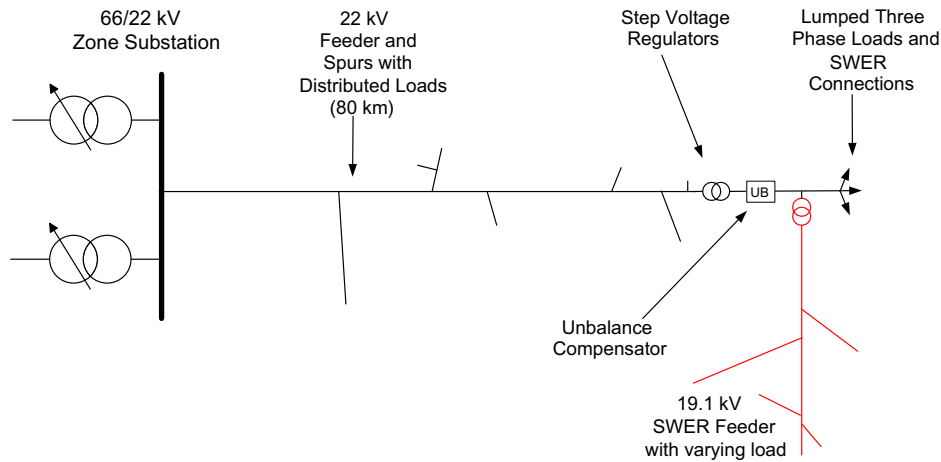 66/22 kV
Zone Substation
22 kV
Feeder and
Spurs with
Distributed Loads
(80 km)
Step Voltage
Regulators
Lumped Three
Phase Loads and
SWER
Connections
UB
Unbalance
Compensator
19.1 kV
SWER Feeder
with varying load